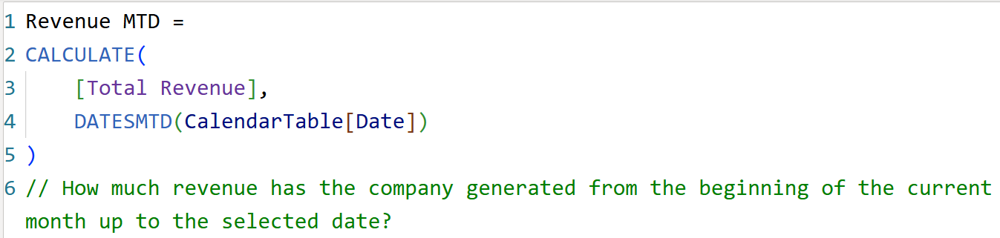 1 Revenue MTD =
2 CALCULATE(
3     [Total Revenue],
4     DATESMTD(CalendarTable[Date])
5 )
6 // How much revenue has the company generated from the beginning of the current
month up to the selected date?